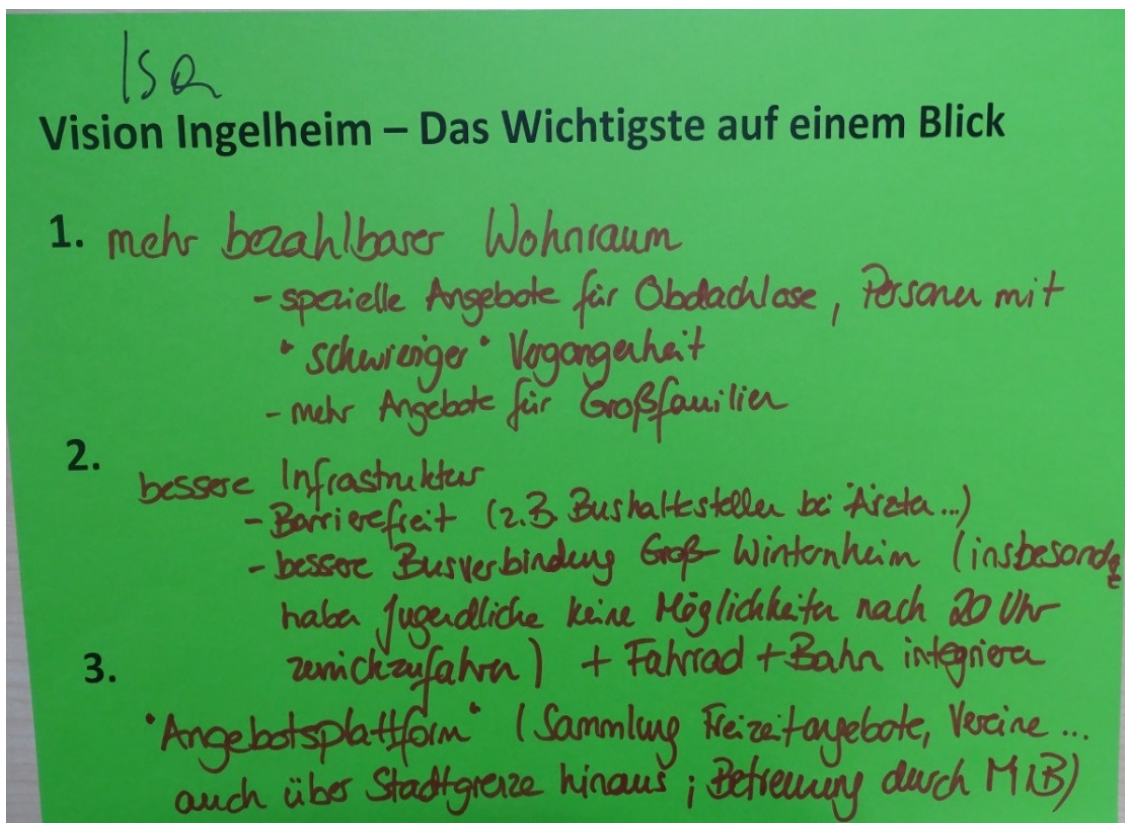 Isa
Vision Ingelheim – Das Wichtigste auf einem Blick
1. mehr bezahlbarer Wohnraum
- spezielle Angebote für Obdachlose, Personen mit
"schwieriger" Vergangenheit
- mehr Angebote für Großfamilien
2.
bessere Infrastruktur
- Barrierefreit (z.B. Bushaltestellen bei Ärzten...)
- bessere Busverbindung Groß-Winternheim (insbesondere
haben Jugendliche keine Möglichkeiten nach 20 Uhr
zurückzufahren) + Fahrrad + Bahn integrieren
3.
"Angebotsplattform" (Sammlung Freizeitangebote, Vereine...
auch über Stadtgrenze hinaus; Betreuung durch MIB)